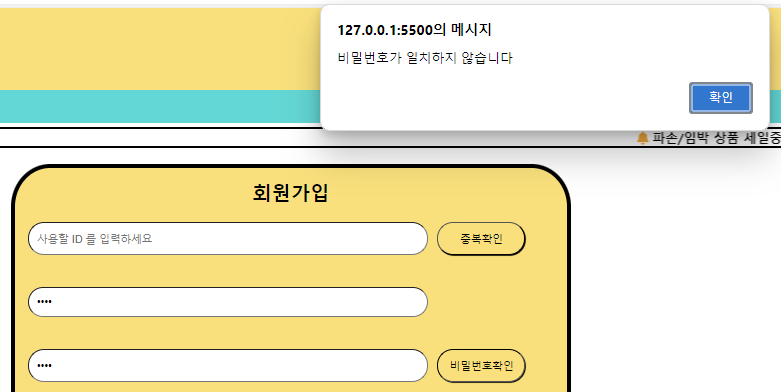 127.0.0.1:5500의 메시지
비밀번호가 일치하지 않습니다
확인
파손/임박 상품 세일중
회원가입
사용할 ID 를 입력하세요
중복확인
••••
••••
비밀번호확인